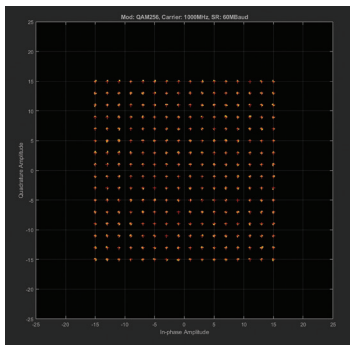 Mod: QAM256, Carrier: 1000MHz, SR: 60MBaud
25
20
15
10
5
0
-5
-10
-15
-20
-25
Quadrature Amplitude
-25 -20 -15 -10 -5 0 5 10 15 20 25
In-phase Amplitude